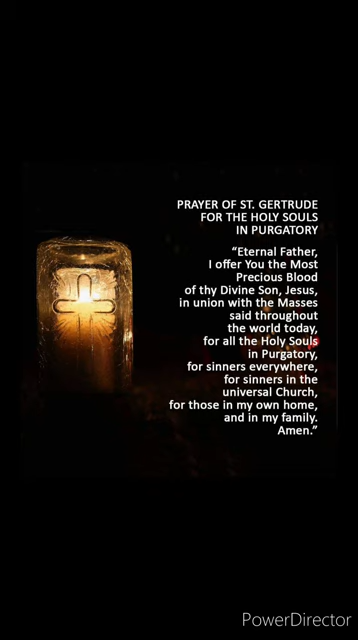 PRAYER OF ST. GERTRUDE
FOR THE HOLY SOULS
IN PURGATORY
“Eternal Father,
I offer You the Most
Precious Blood
of thy Divine Son, Jesus,
in union with the Masses
said throughout
the world today,
for all the Holy Souls
in Purgatory,
for sinners everywhere,
for sinners in the
universal Church,
for those in my own home,
and in my family.
Amen.”
PowerDirector